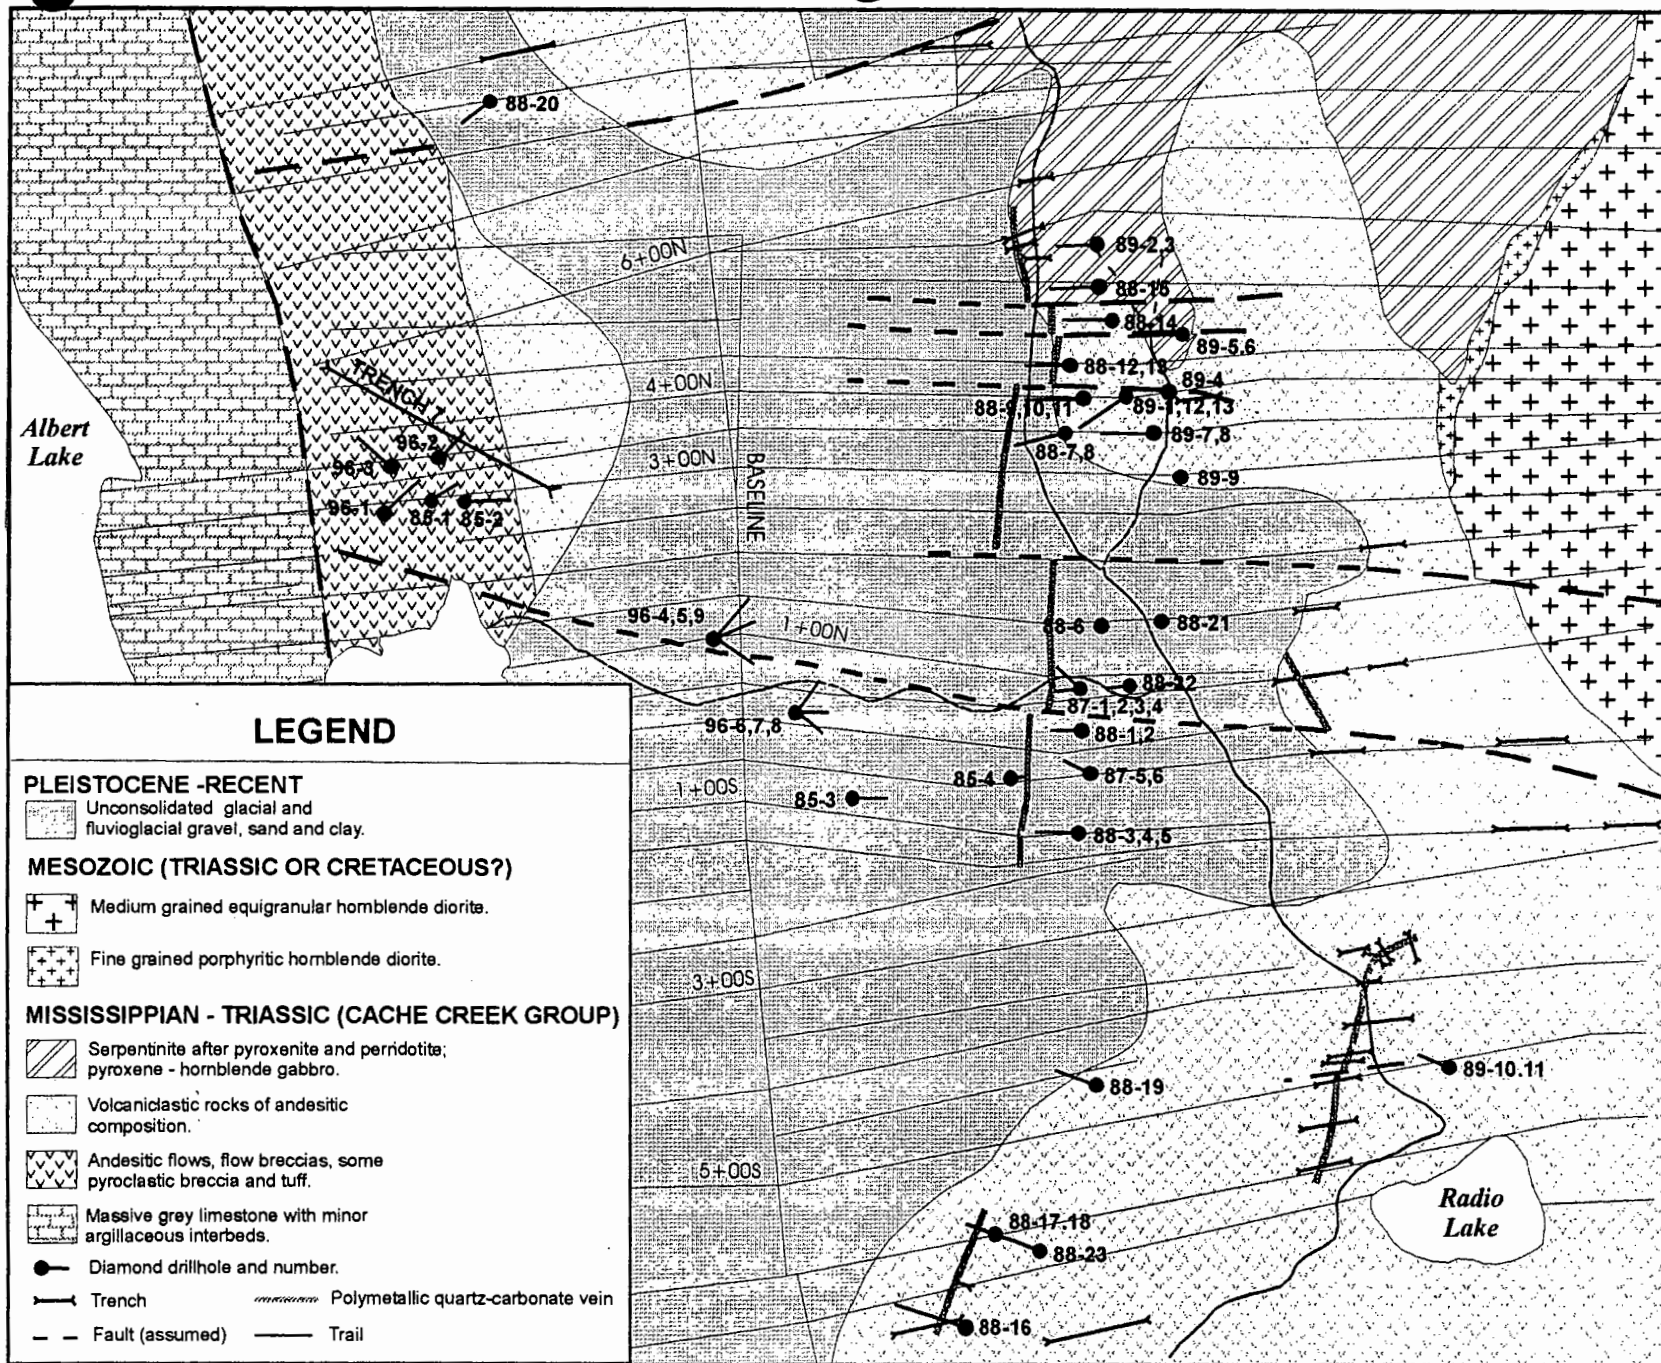 88-20
6+00N
89-2,3
88-15
88-14
89-5.6
88-12,13
TRENCH 1
4+00N
89-4
88-9,10,11
89-1,12,13
Albert
Lake
96-2
96-3
3+00N
BASELINE
88-7,8
89-7,8
89-9
96-1
85-1
85-2
96-4,5,9
1+00N
88-6
88-21
88-22
87-1,2,3,4
96-6,7,8
88-1,2
85-4
87-5,6
1+00S
85-3
88-3,4,5
3+00S
88-19
89-10.11
5+00S
Radio
Lake
88-17,18
88-23
88-16
LEGEND
PLEISTOCENE -RECENT
Unconsolidated glacial and
fluvioglacial gravel, sand and clay.
MESOZOIC (TRIASSIC OR CRETACEOUS?)
Medium grained equigranular hornblende diorite.
Fine grained porphyritic hornblende diorite.
MISSISSIPPIAN - TRIASSIC (CACHE CREEK GROUP)
Serpentinite after pyroxenite and perridotite;
pyroxene - hornblende gabbro.
Volcaniclastic rocks of andesitic
composition.
Andesitic flows, flow breccias, some
pyroclastic breccia and tuff.
Massive grey limestone with minor
argillaceous interbeds.
Diamond drillhole and number.
Trench
Polymetallic quartz-carbonate vein
Fault (assumed)
Trail